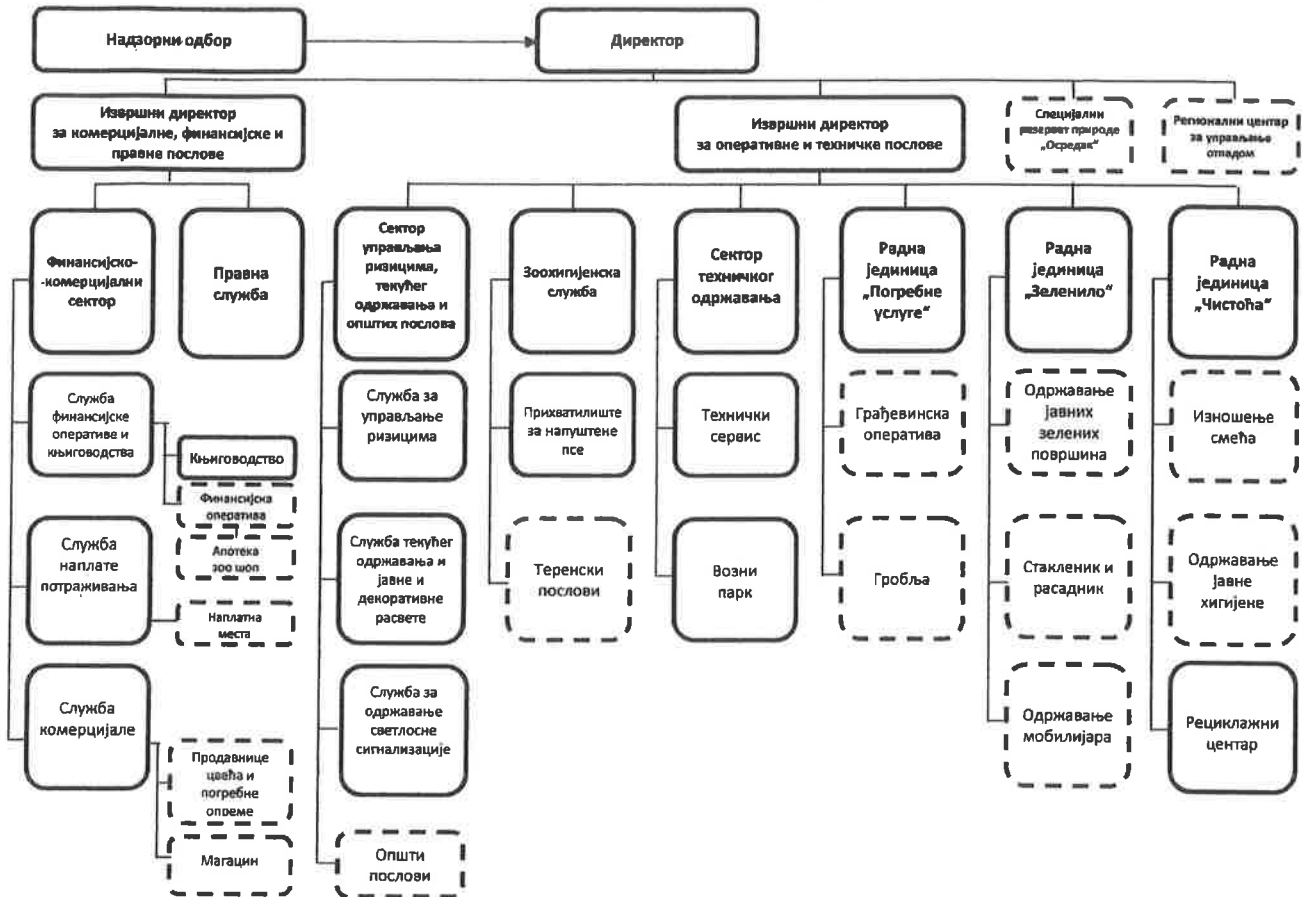 Надзорни одбор
Директор
Извршни директор
за комерцијалне, финансијске и
правне послове
Извршни директор
за оперативне и техничке послове
Специјални
резерват природе
„Осредак“
Регионални центар
за управљање
отпадом
Финансијско-
-комерцијални
сектор
Правна
служба
Сектор
управљања
ризицима,
текућег
одржавања и
општих послова
Зоохигијенска
служба
Сектор
техничког
одржавања
Радна
јединица
„Погребне
услуге“
Радна
јединица
„Зеленило“
Радна
јединица
„Чистоћа“
Служба
финансијске
оперативе и
књиговодства
Књиговодство
Финансијска
оператива
Апотека
зоо шоп
Служба
наплате
потраживања
Наплатна
места
Служба
комерцијале
Продавнице
цвећа и
погребне
опреме
Магацин
Служба за
управљање
ризицима
Служба текућег
одржавања и
јавне и
декоративне
расвете
Служба за
одржавање
светлосне
сигнализације
Општи
послови
Прихватилиште
за напуштене
псе
Теренски
послови
Технички
сервис
Возни
парк
Грађевинска
оператива
Гробља
Одржавање
јавних
зелених
површина
Стакленик и
расадник
Одржавање
мобилијара
Изношење
смећа
Одржавање
јавне
хигијене
Рециклажни
центар